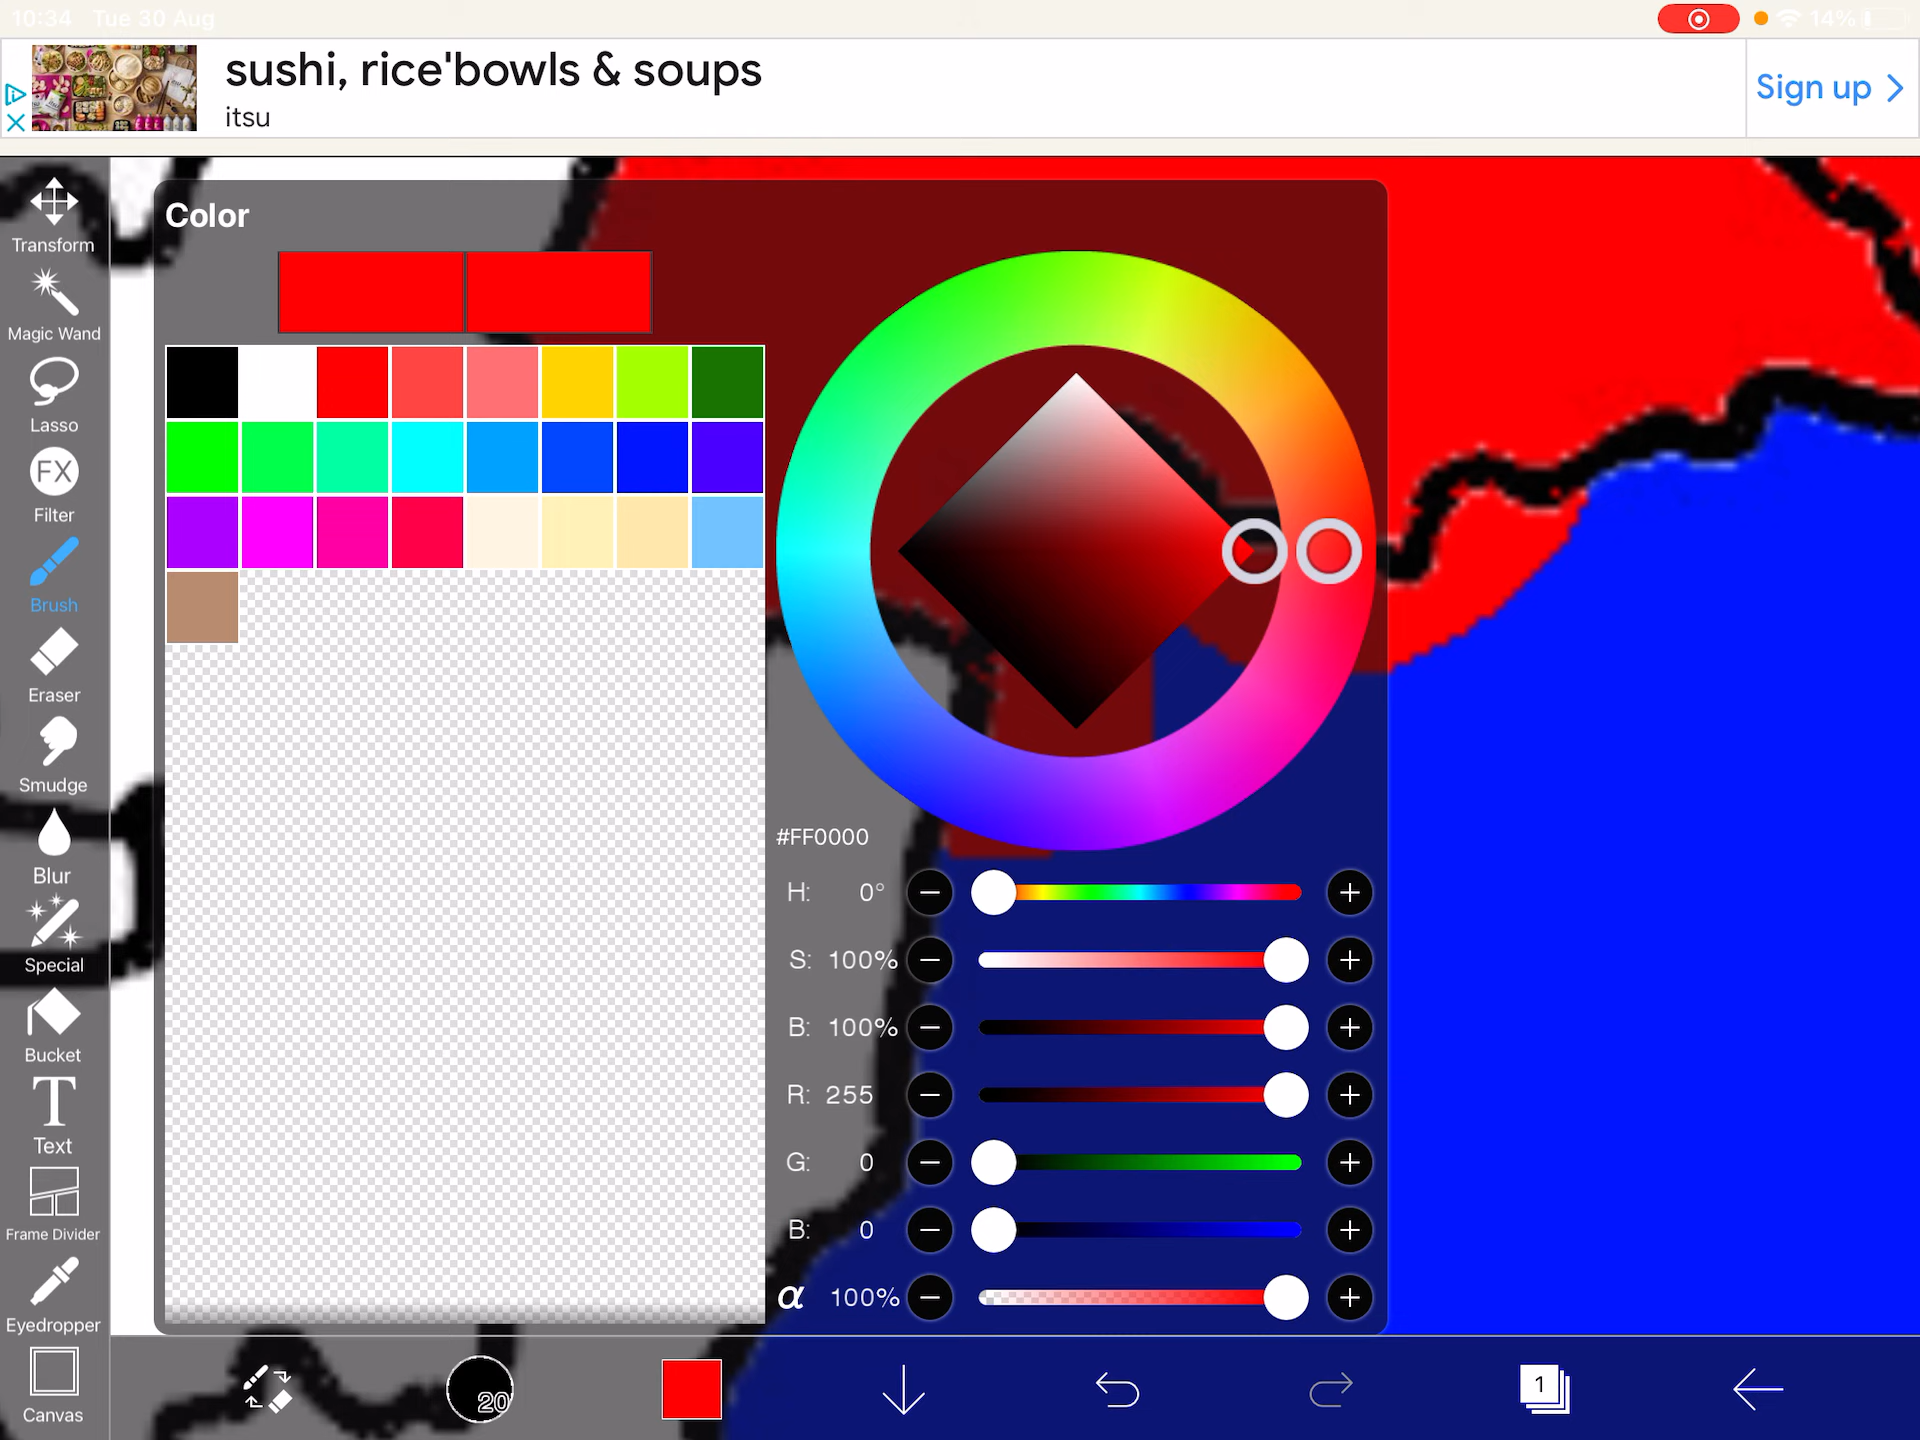 10:34 Tue 30 Aug
14%
sushi, rice'bowls & soups
itsu
Sign up
Transform
Magic Wand
Lasso
FX
Filter
Brush
Eraser
Smudge
Blur
Special
Bucket
T
Text
Frame Divider
Eyedropper
Canvas
Color
#FF0000
H: 0°
S: 100%
B: 100%
R: 255
G: 0
B: 0
α 100%
20
1